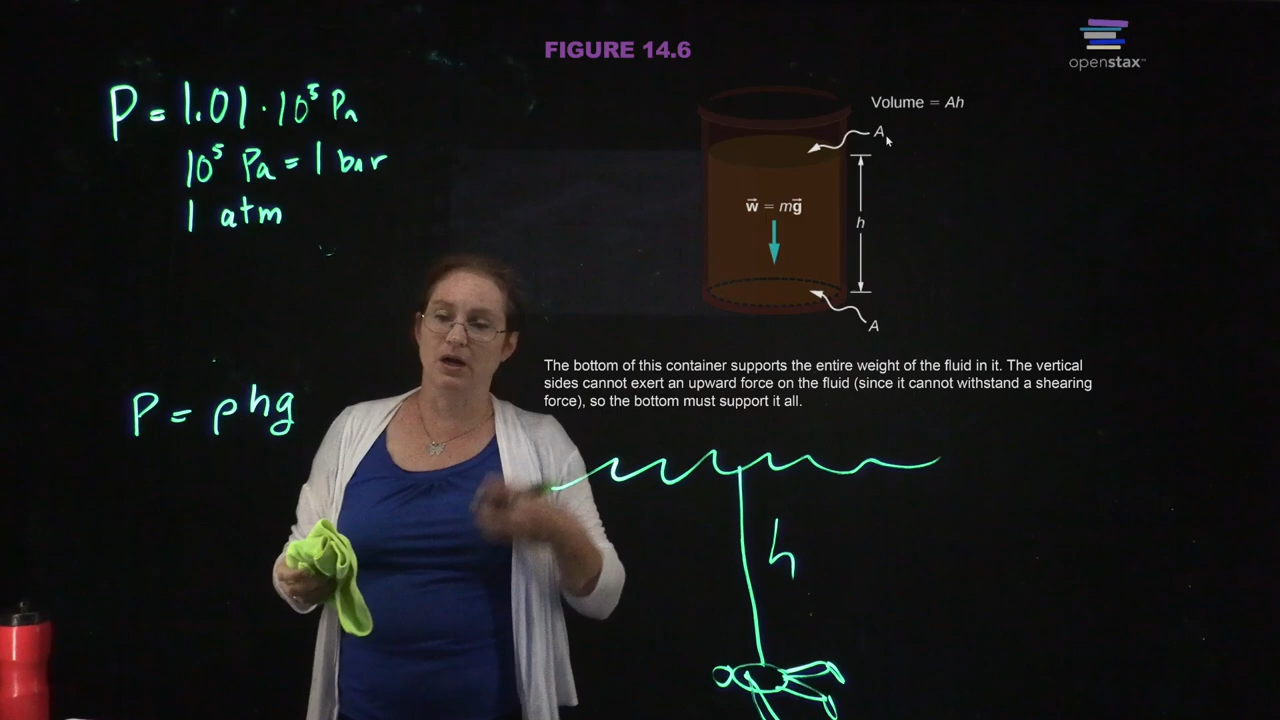 FIGURE 14.6
openstax™
P = 1.01 · 10⁵ Pa
10⁵ Pa = 1 bar
1 atm
Volume = Ah
A
w⃗ = mg⃗
h
A
The bottom of this container supports the entire weight of the fluid in it. The vertical
sides cannot exert an upward force on the fluid (since it cannot withstand a shearing
force), so the bottom must support it all.
P = ρhg
h